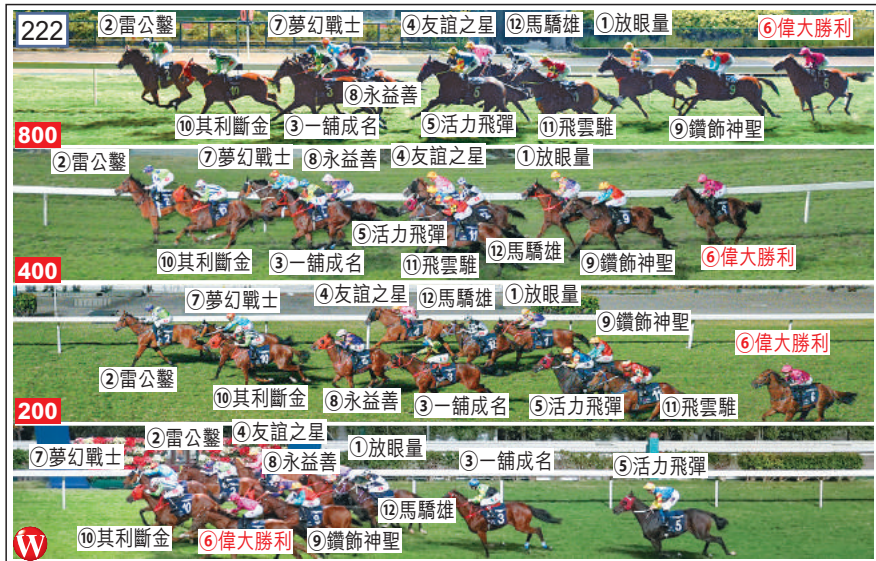 222
②雷公鑿 ⑦夢幻戰士 ④友誼之星 ⑫馬驕雄 ①放眼量 ⑥偉大勝利
⑧永益善
800 ⑩其利斷金 ③一舖成名 ⑤活力飛彈 ⑪飛雲騅 ⑨鑽飾神聖
②雷公鑿 ⑦夢幻戰士 ⑧永益善 ④友誼之星 ①放眼量
⑤活力飛彈
⑫馬驕雄
400 ⑩其利斷金 ③一舖成名 ⑪飛雲騅 ⑨鑽飾神聖 ⑥偉大勝利
⑦夢幻戰士 ④友誼之星 ⑫馬驕雄 ①放眼量
⑨鑽飾神聖
⑥偉大勝利
②雷公鑿
200 ⑩其利斷金 ⑧永益善 ③一舖成名 ⑤活力飛彈 ⑪飛雲騅
②雷公鑿 ④友誼之星
⑦夢幻戰士 ⑧永益善 ①放眼量 ③一舖成名 ⑤活力飛彈
⑫馬驕雄
W ⑩其利斷金 ⑥偉大勝利 ⑨鑽飾神聖